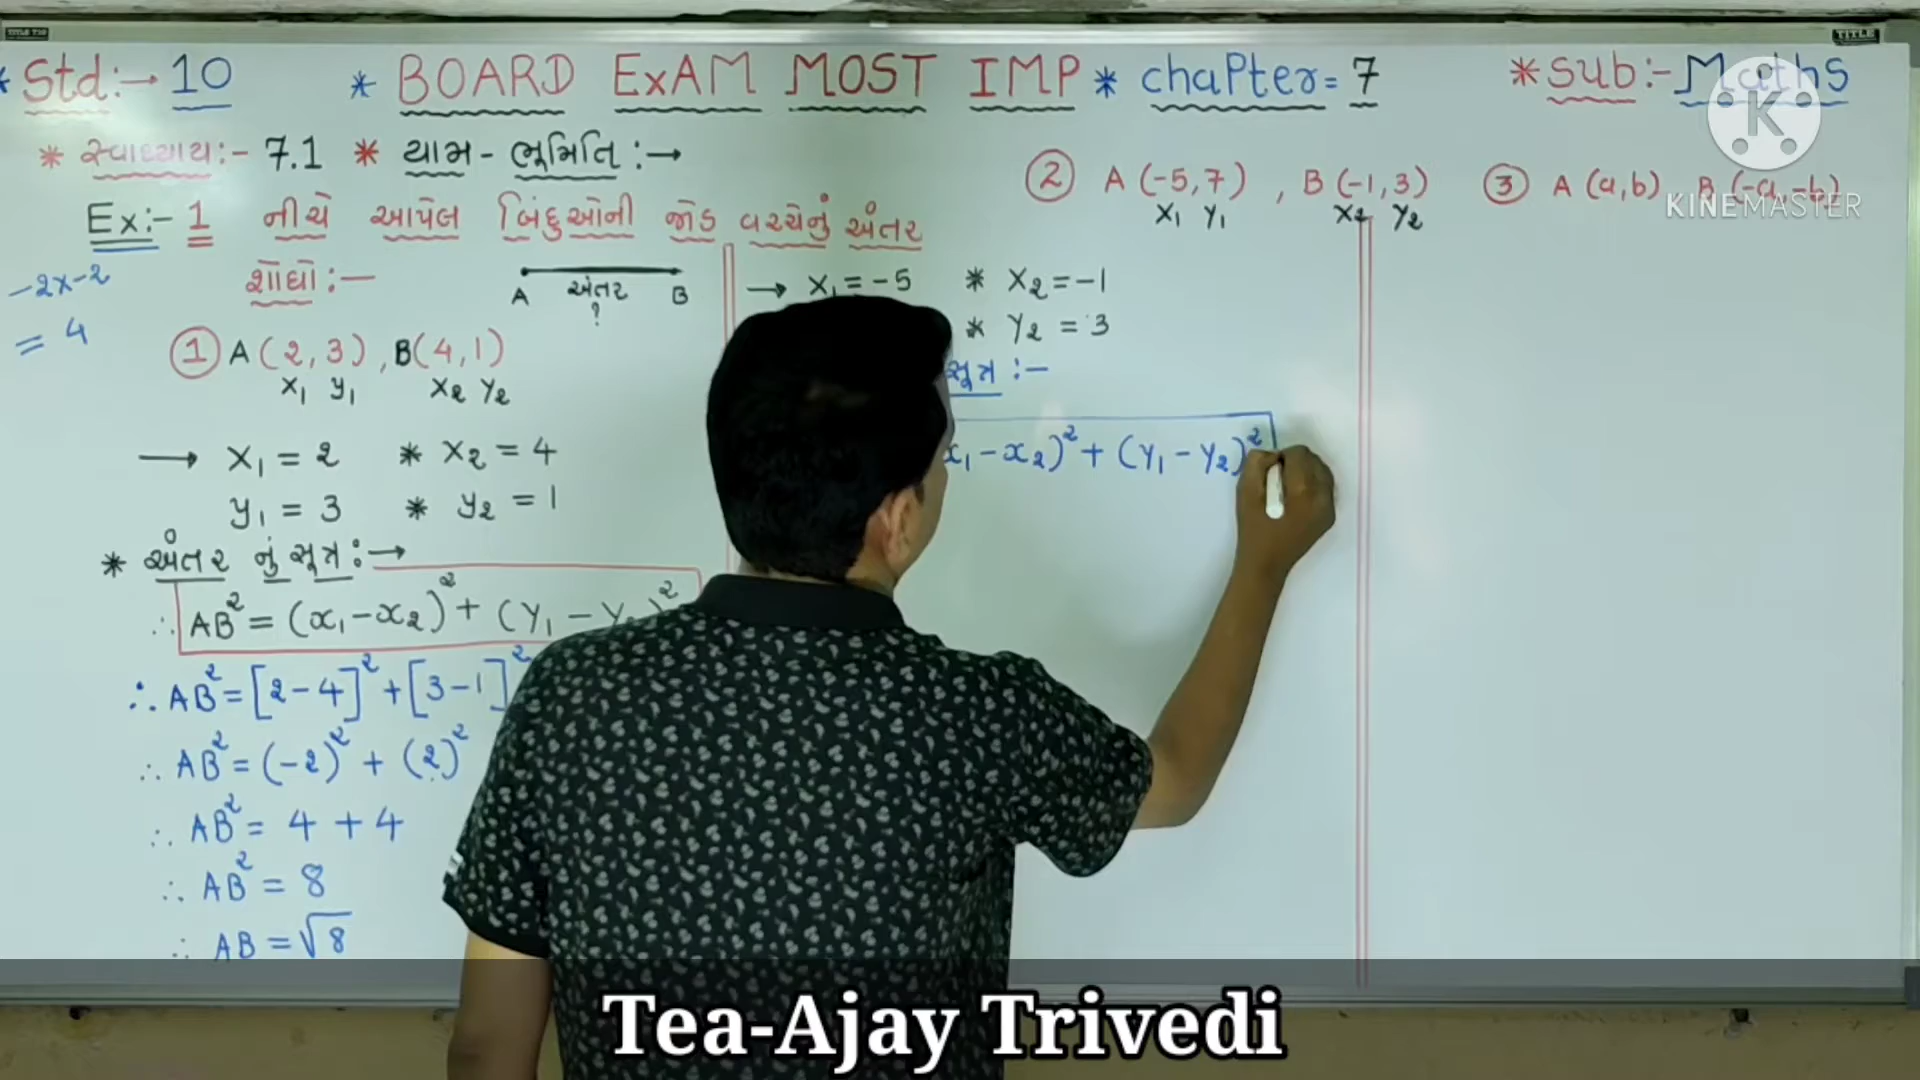 * Std:→ 10 * BOARD ExAM MOST IMP * chaPter = 7 * sub:- Maths
* સ્વાધ્યાય:- 7.1 * યામ - ભૂમિતિ :→
Ex:- 1 નીચે આપેલ બિંદુઓની જોડ વચ્ચેનું અંતર
શોધો :—
A અંતર B
?
-2x-2
= 4
① A (2, 3), B(4, 1)
x₁ y₁ x₂ y₂
→ x₁ = 2 * x₂ = 4
y₁ = 3 * y₂ = 1
* અંતર નું સૂત્ર :→
∴ AB² = (x₁-x₂)² + (y₁ - y )²
∴ AB² = [2-4]² + [3-1]²
∴ AB² = (-2)² + (2)²
∴ AB² = 4 + 4
∴ AB² = 8
∴ AB = √8
② A (-5, 7) , B (-1, 3)
x₁ y₁ x₂ y₂
→ x₁ = -5 * x₂ = -1
* y₂ = 3
સૂત્ર :-
x₁ - x₂)² + (y₁ - y₂)²
③ A (a, b) B (-a, -b)
K
KINEMASTER
TITLE
Tea-Ajay Trivedi